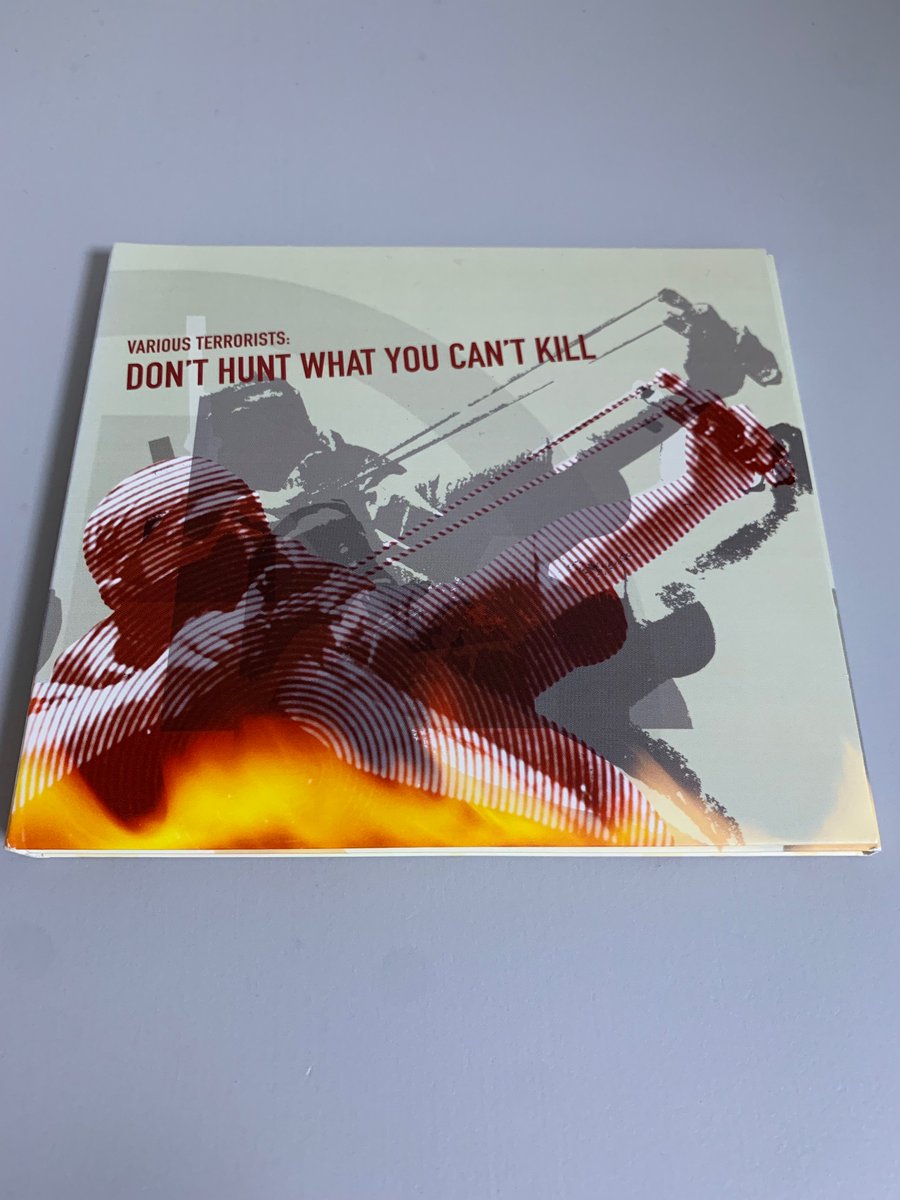 VARIOUS TERRORISTS:
DON'T HUNT WHAT YOU CAN'T KILL